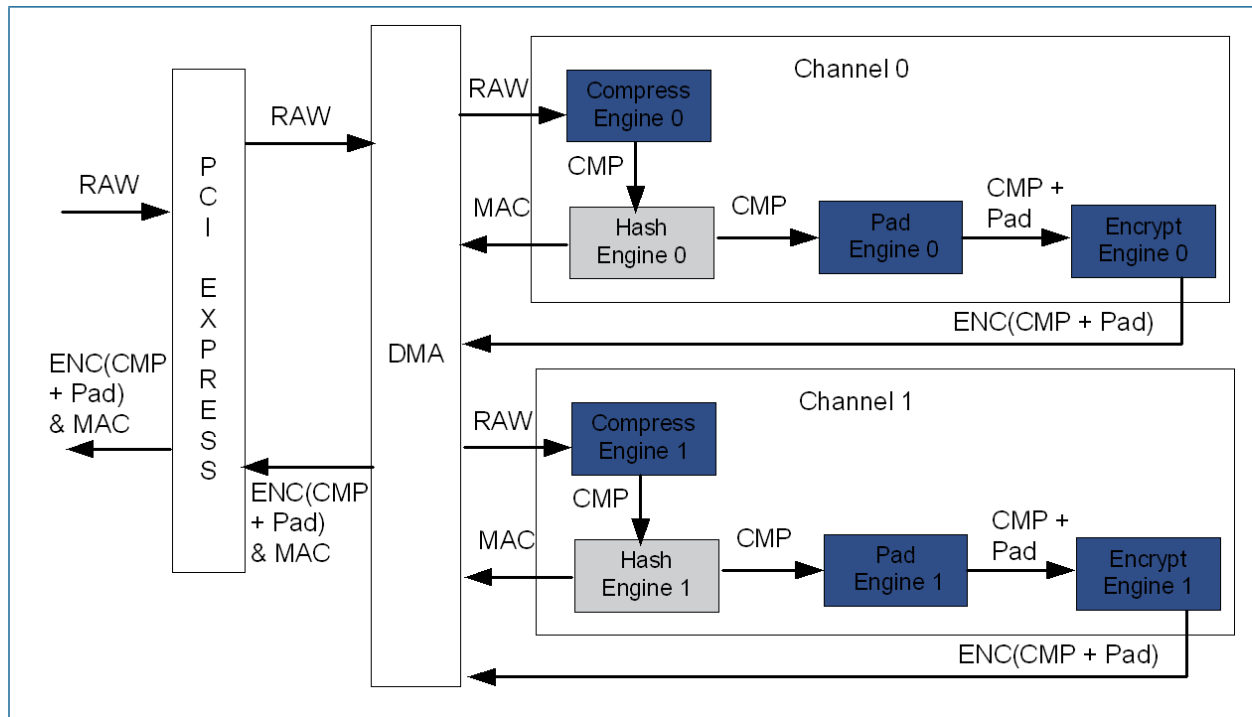 RAW
PCI EXPRESS
ENC(CMP
+ Pad)
& MAC
RAW
ENC(CMP
+ Pad)
& MAC
DMA
Channel 0
RAW
Compress
Engine 0
CMP
MAC
Hash
Engine 0
CMP
Pad
Engine 0
CMP +
Pad
Encrypt
Engine 0
ENC(CMP + Pad)
Channel 1
RAW
Compress
Engine 1
CMP
MAC
Hash
Engine 1
CMP
Pad
Engine 1
CMP +
Pad
Encrypt
Engine 1
ENC(CMP + Pad)